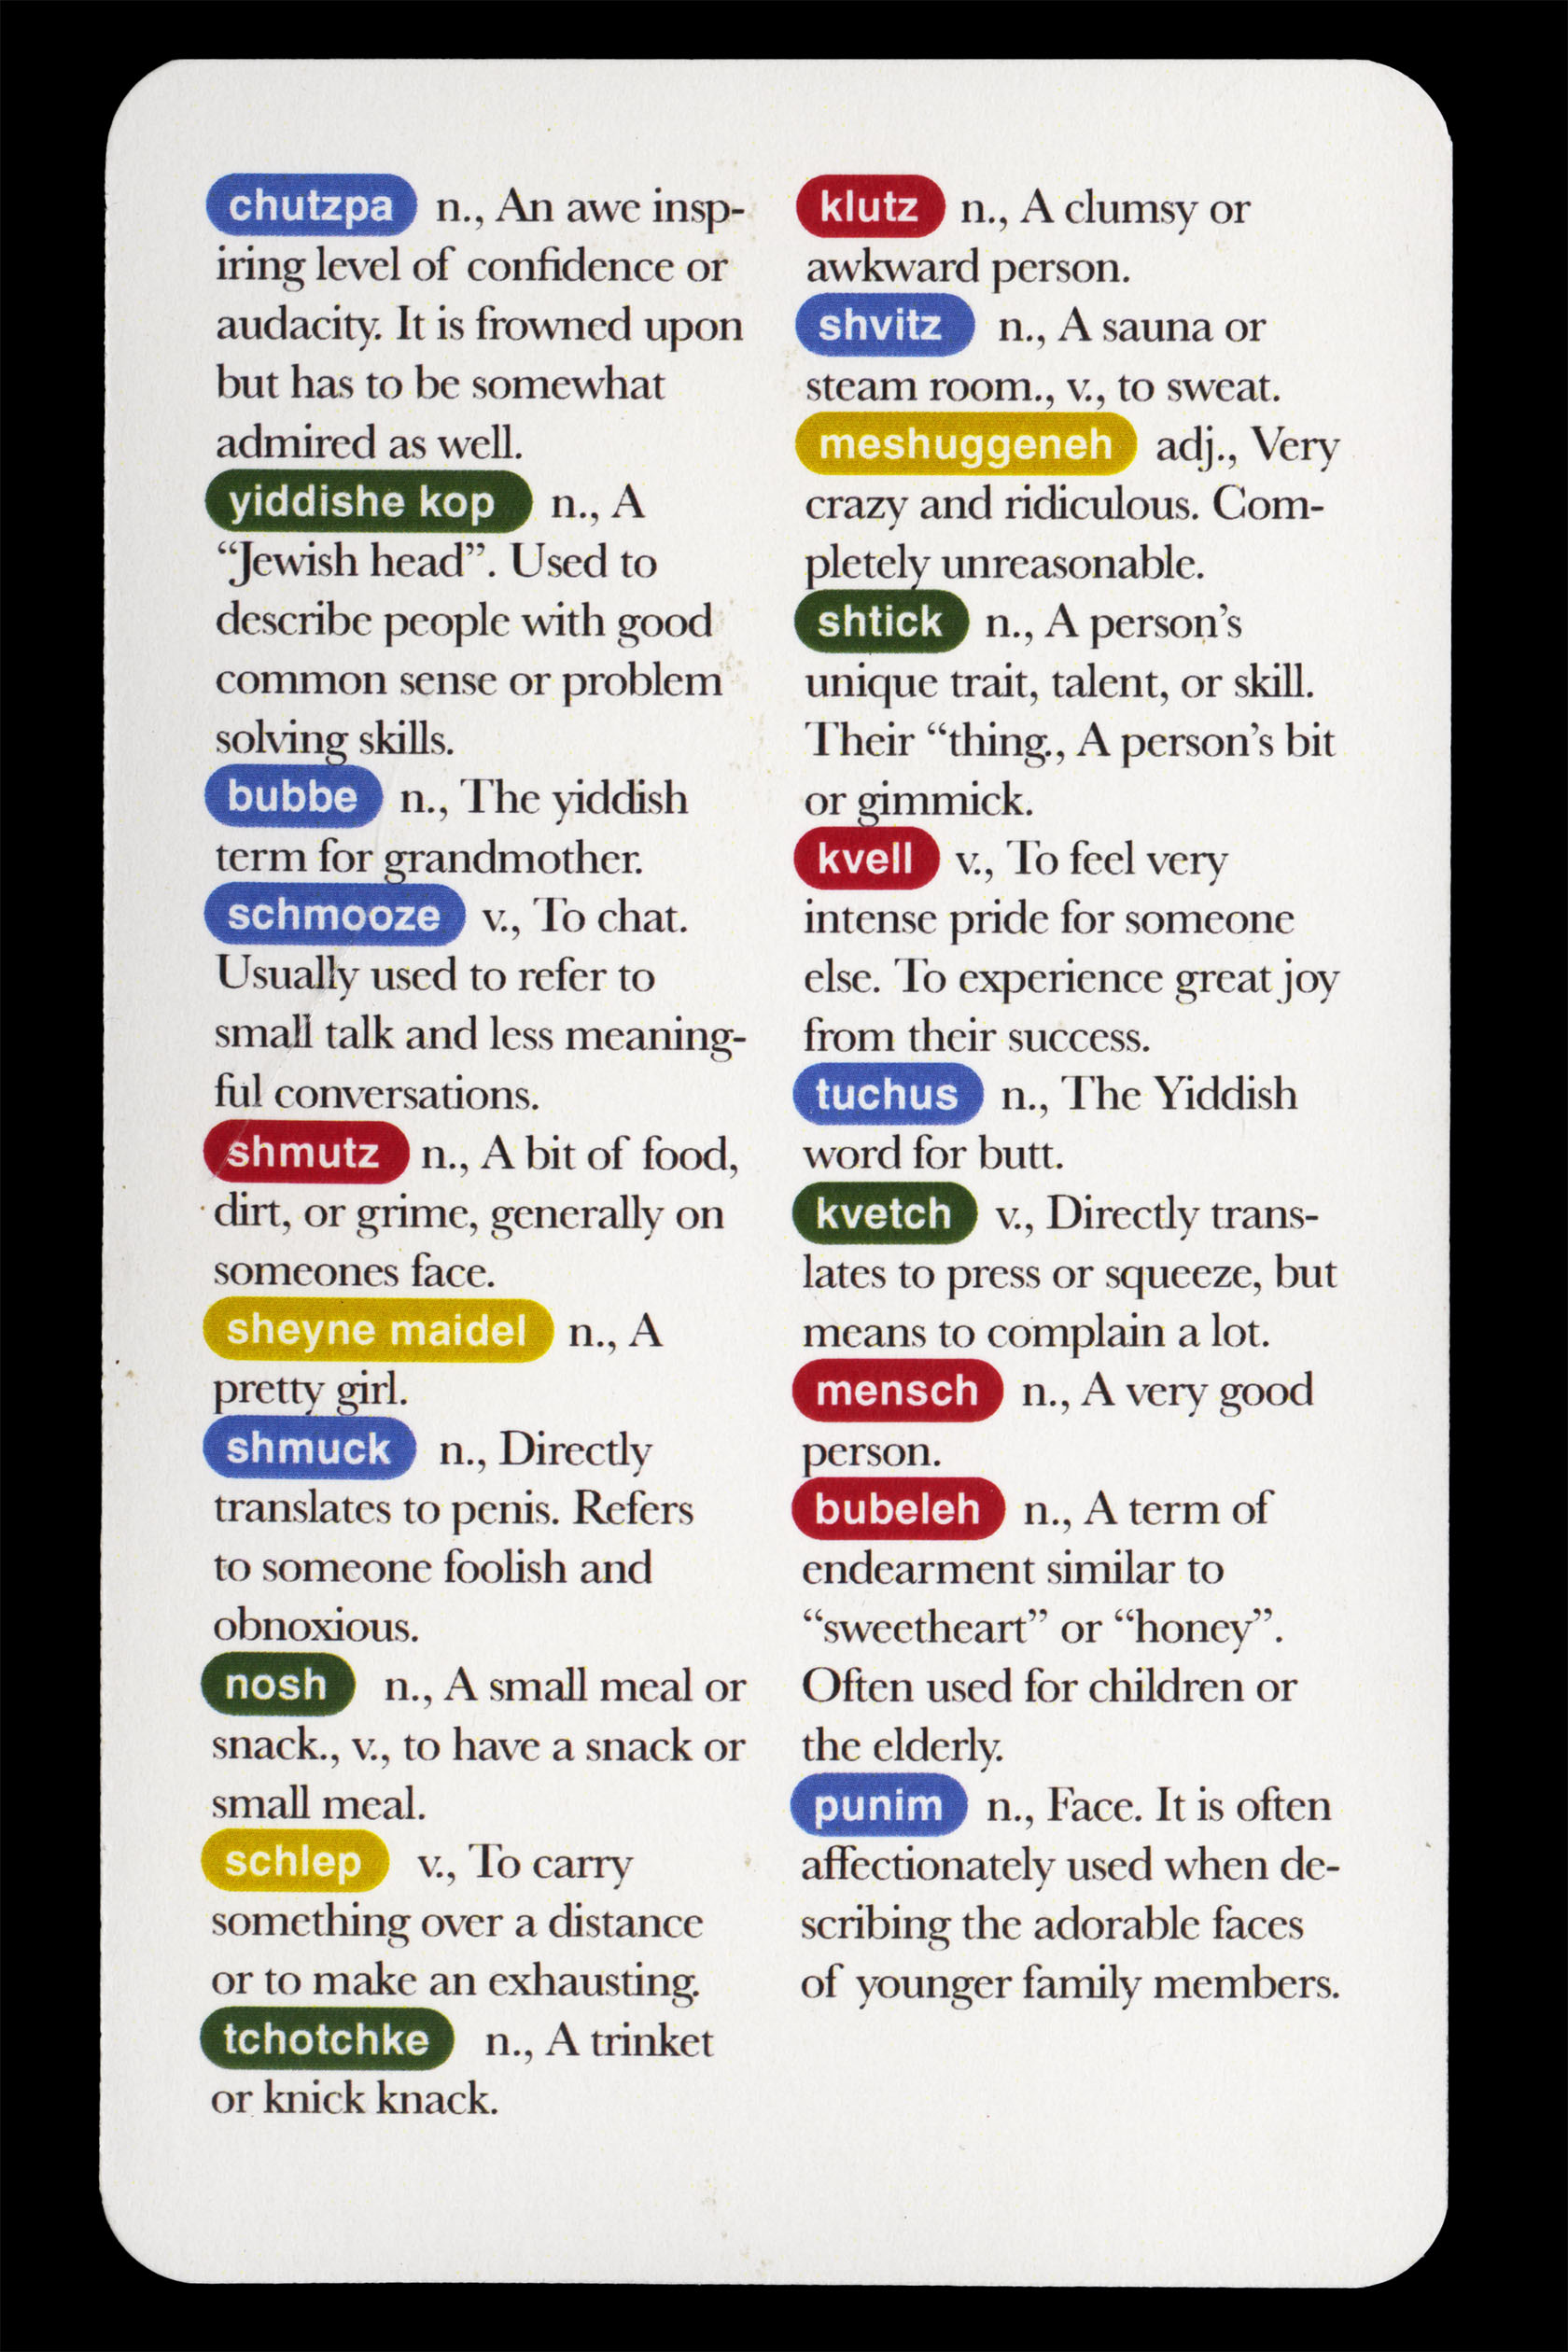 chutzpa n., An awe insp-
iring level of confidence or
audacity. It is frowned upon
but has to be somewhat
admired as well.
yiddishe kop n., A
“Jewish head”. Used to
describe people with good
common sense or problem
solving skills.
bubbe n., The yiddish
term for grandmother.
schmooze v., To chat.
Usually used to refer to
small talk and less meaning-
ful conversations.
shmutz n., A bit of food,
dirt, or grime, generally on
someones face.
sheyne maidel n., A
pretty girl.
shmuck n., Directly
translates to penis. Refers
to someone foolish and
obnoxious.
nosh n., A small meal or
snack., v., to have a snack or
small meal.
schlep v., To carry
something over a distance
or to make an exhausting.
tchotchke n., A trinket
or knick knack.
klutz n., A clumsy or
awkward person.
shvitz n., A sauna or
steam room., v., to sweat.
meshuggeneh adj., Very
crazy and ridiculous. Com-
pletely unreasonable.
shtick n., A person’s
unique trait, talent, or skill.
Their “thing., A person’s bit
or gimmick.
kvell v., To feel very
intense pride for someone
else. To experience great joy
from their success.
tuchus n., The Yiddish
word for butt.
kvetch v., Directly trans-
lates to press or squeeze, but
means to complain a lot.
mensch n., A very good
person.
bubeleh n., A term of
endearment similar to
“sweetheart” or “honey”.
Often used for children or
the elderly.
punim n., Face. It is often
affectionately used when de-
scribing the adorable faces
of younger family members.